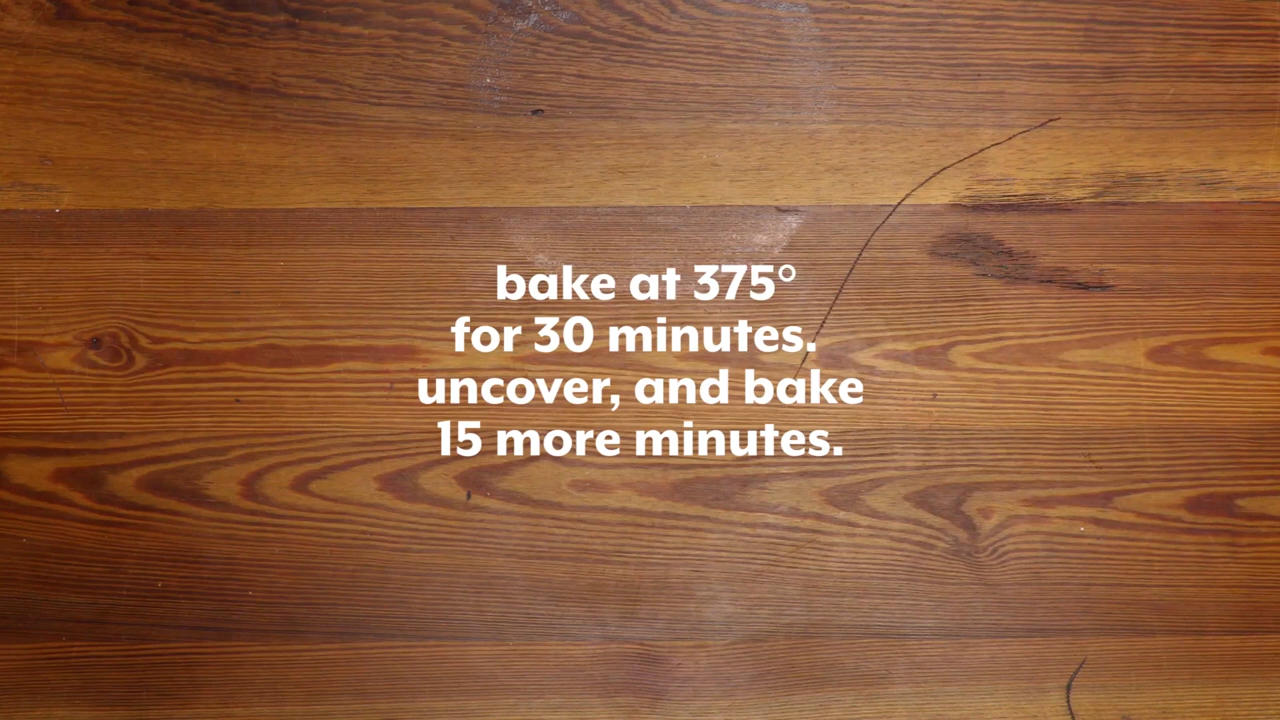 bake at 375°
for 30 minutes.
uncover, and bake
15 more minutes.